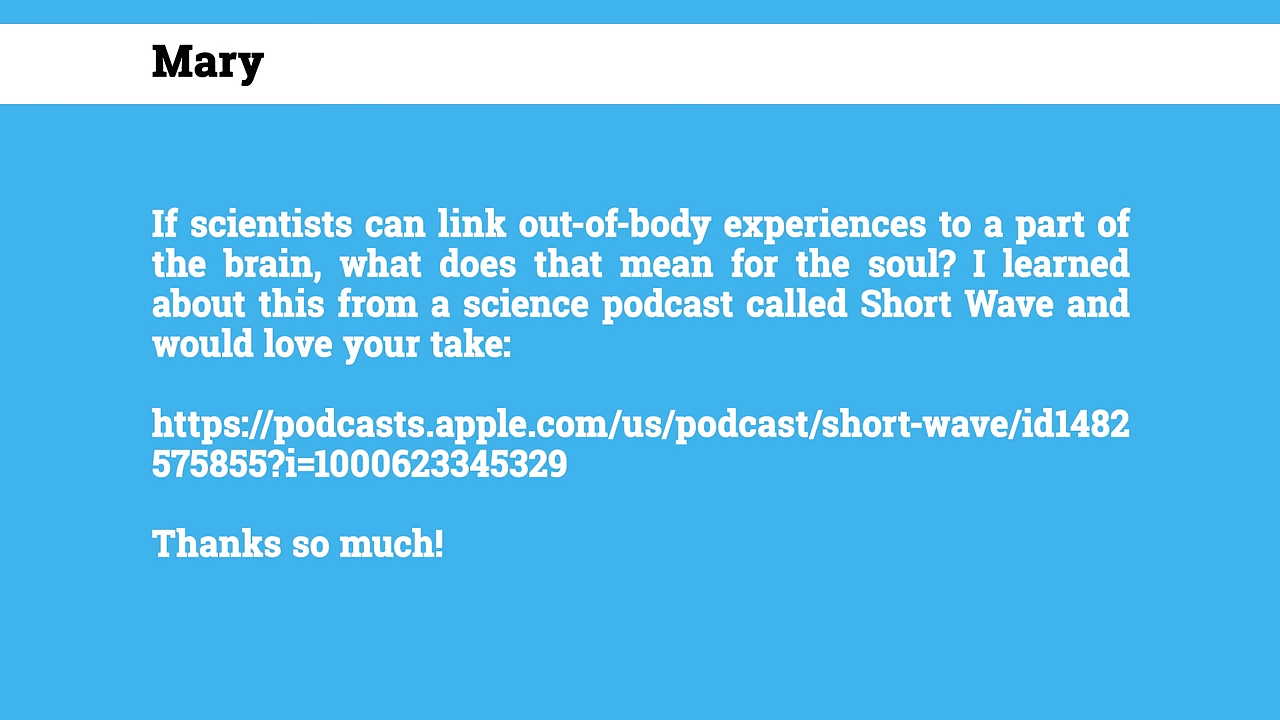 Mary
If scientists can link out-of-body experiences to a part of
the brain, what does that mean for the soul? I learned
about this from a science podcast called Short Wave and
would love your take:
https://podcasts.apple.com/us/podcast/short-wave/id1482
575855?i=1000623345329
Thanks so much!